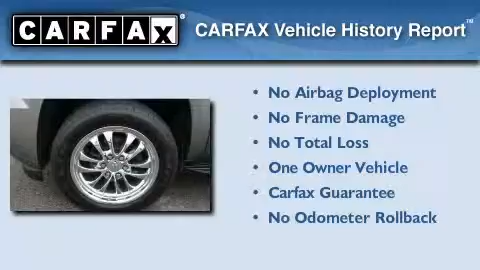 CARFAX®
CARFAX Vehicle History Report™
• No Airbag Deployment
• No Frame Damage
• No Total Loss
• One Owner Vehicle
• Carfax Guarantee
• No Odometer Rollback